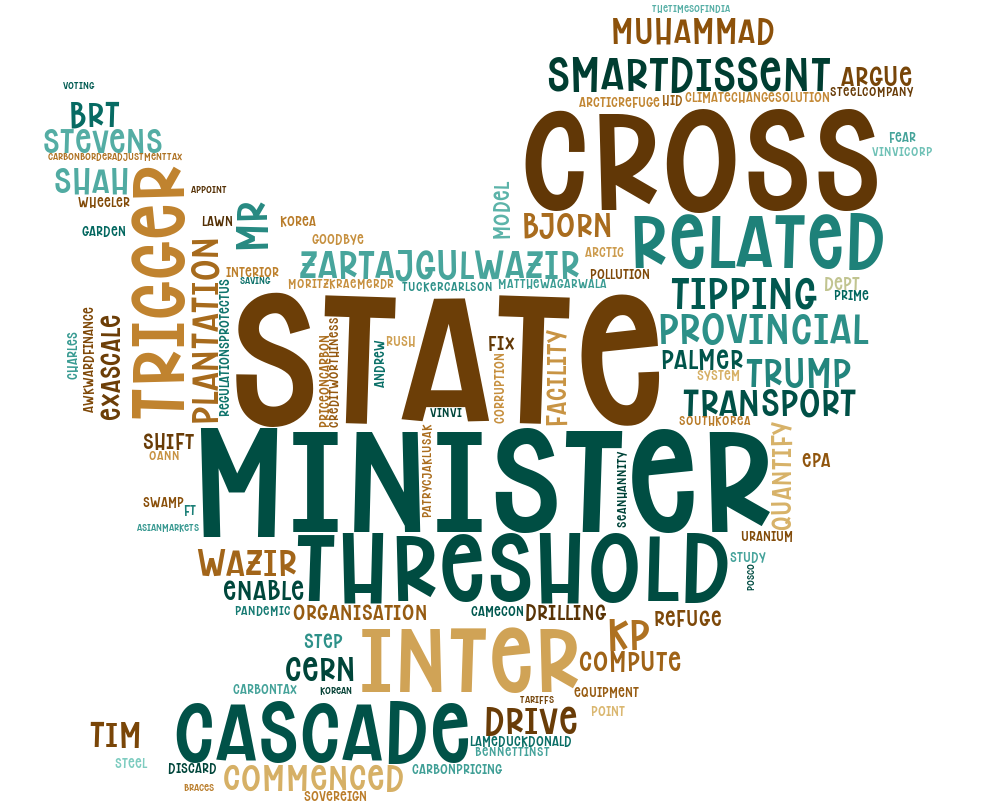 THETIMESOFINDIA
MUHAMMAD
SMARTDISSENT
ARGUE
STEELCOMPANY
VOTING
ARCTICREFUGE
HID
CLIMATECHANGESOLUTION
BRT
CROSS
STEVENS
FEAR
VINVICORP
CARBONBORDERADJUSTMENTTAX
SHAH
TRIGGER
APPOINT
WHEELER
MODEL
LAWN
MR
KOREA
BJORN
RELATED
GARDEN
GOODBYE
PLANTATION
ARCTIC
INTERIOR
ZARTAJGULWAZIR
POLLUTION
SAVING
MORITZKRAEMERDR
TUCKERCARLSON
MATTHEWAGARWALA
TIPPING
DEPT
PRIME
REGULATIONSPROTECTUS
STATE
PROVINCIAL
CHARLES
AWKWARDFINANCE
EXASCALE
PRICEONCARBON
CREDITWORTHINESS
ANDREW
RUSH
FIX
CORRUPTION
FACILITY
PALMER
SYSTEM
TRUMP
TRANSPORT
VINVI
SOUTHKOREA
SHIFT
OANN
MINISTER
PATRYCJAKLUSAK
SEANHANNITY
QUANTIFY
EPA
SWAMP
FT
ASIANMARKETS
URANIUM
WAZIR
THRESHOLD
STUDY
POSCO
ENABLE
PANDEMIC
ORGANISATION
CAMECON
DRILLING
REFUGE
STEP
INTER
KP
COMPUTE
CERN
CARBONTAX
KOREAN
EQUIPMENT
TARIFFS
POINT
CASCADE
DRIVE
TIM
LAMEDUCKDONALD
BENNETTINST
STEEL
DISCARD
COMMENCED
CARBONPRICING
BRACES
SOVEREIGN